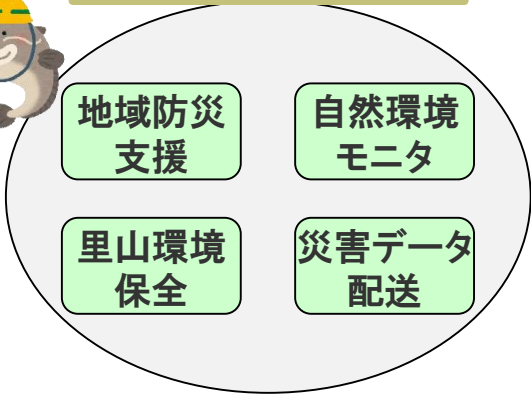 地域防災
支援
自然環境
モニタ
里山環境
保全
災害データ
配送